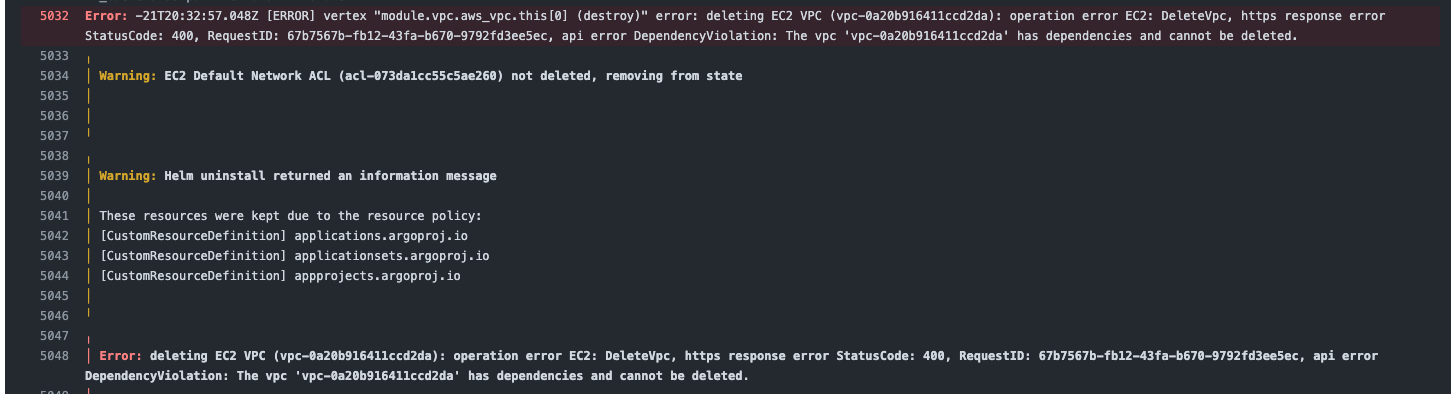 5032 Error: -21T20:32:57.048Z [ERROR] vertex "module.vpc.aws_vpc.this[0] (destroy)" error: deleting EC2 VPC (vpc-0a20b916411ccd2da): operation error EC2: DeleteVpc, https response error
StatusCode: 400, RequestID: 67b7567b-fb12-43fa-b670-9792fd3ee5ec, api error DependencyViolation: The vpc 'vpc-0a20b916411ccd2da' has dependencies and cannot be deleted.
5033 ╷
5034 │ Warning: EC2 Default Network ACL (acl-073da1cc55c5ae260) not deleted, removing from state
5035 │
5036 │
5037 ╵
5038 ╷
5039 │ Warning: Helm uninstall returned an information message
5040 │
5041 │ These resources were kept due to the resource policy:
5042 │ [CustomResourceDefinition] applications.argoproj.io
5043 │ [CustomResourceDefinition] applicationsets.argoproj.io
5044 │ [CustomResourceDefinition] appprojects.argoproj.io
5045 │
5046 ╵
5047 ╷
5048 │ Error: deleting EC2 VPC (vpc-0a20b916411ccd2da): operation error EC2: DeleteVpc, https response error StatusCode: 400, RequestID: 67b7567b-fb12-43fa-b670-9792fd3ee5ec, api error
DependencyViolation: The vpc 'vpc-0a20b916411ccd2da' has dependencies and cannot be deleted.